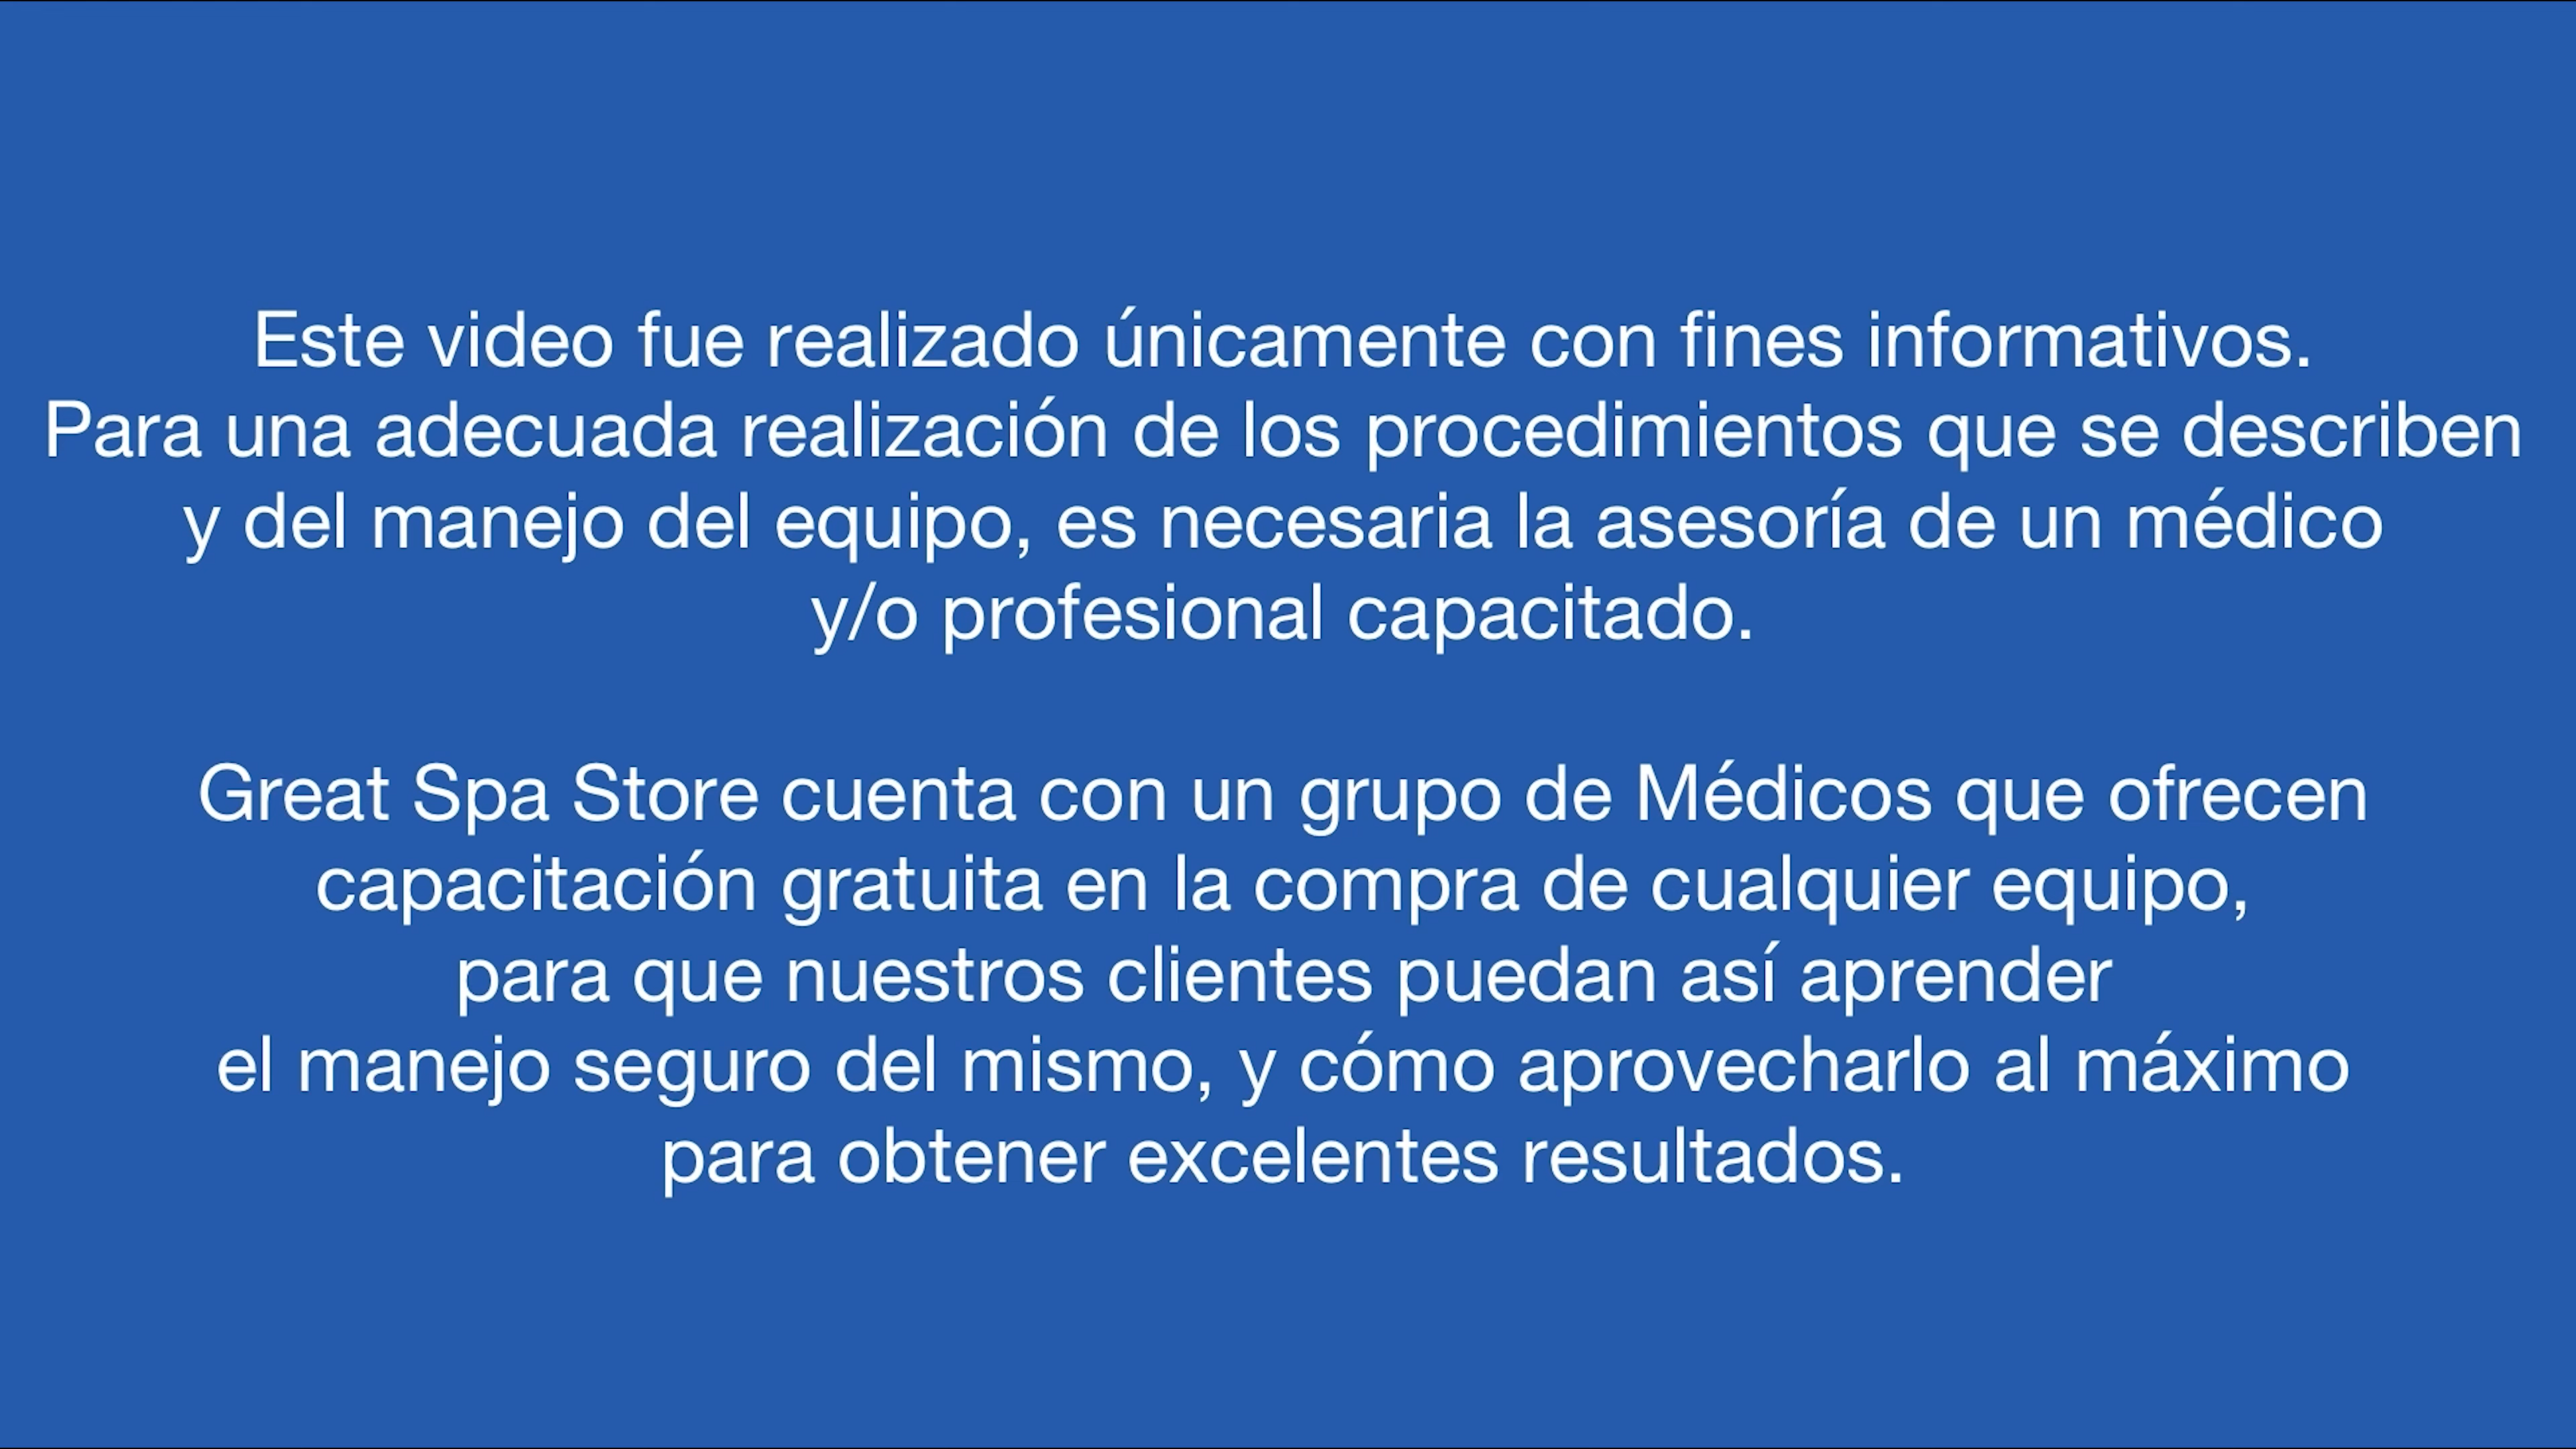 Este video fue realizado únicamente con fines informativos.
Para una adecuada realización de los procedimientos que se describen
y del manejo del equipo, es necesaria la asesoría de un médico
y/o profesional capacitado.
Great Spa Store cuenta con un grupo de Médicos que ofrecen
capacitación gratuita en la compra de cualquier equipo,
para que nuestros clientes puedan así aprender
el manejo seguro del mismo, y cómo aprovecharlo al máximo
para obtener excelentes resultados.